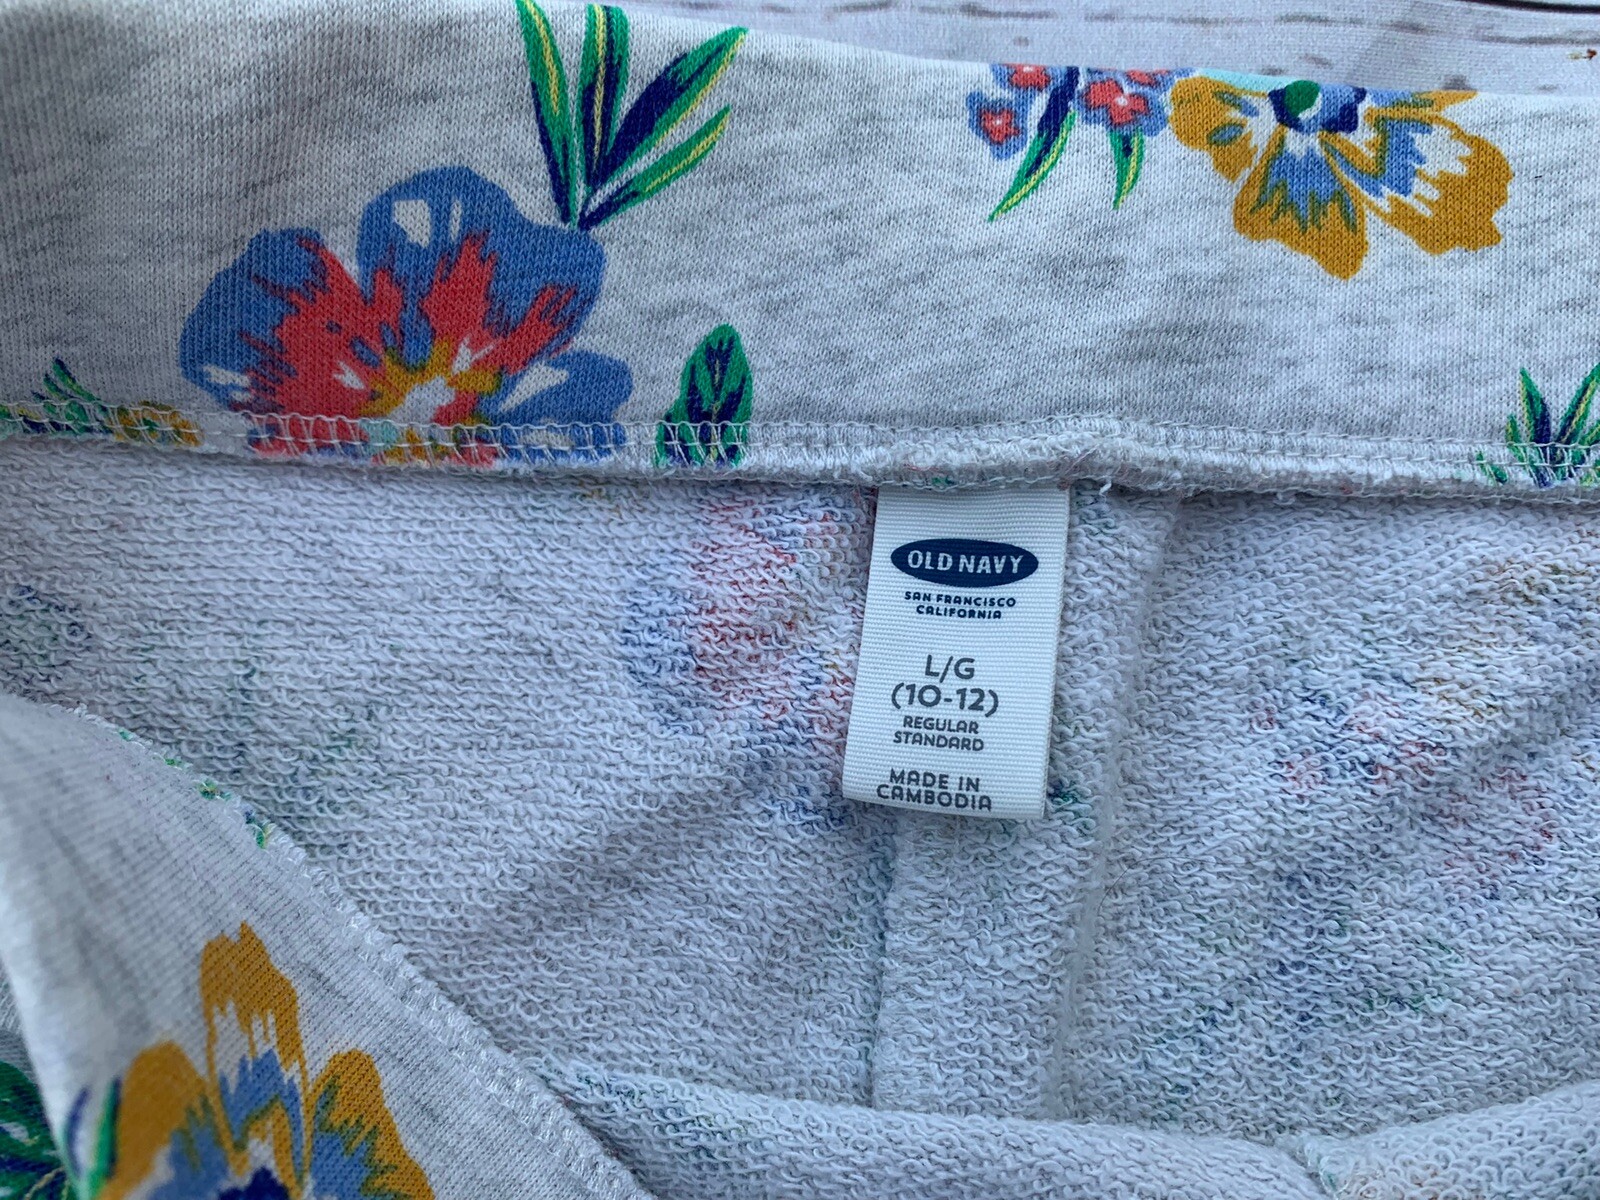 OLD NAVY
SAN FRANCISCO
CALIFORNIA
L/G
(10-12)
REGULAR
STANDARD
MADE IN
CAMBODIA